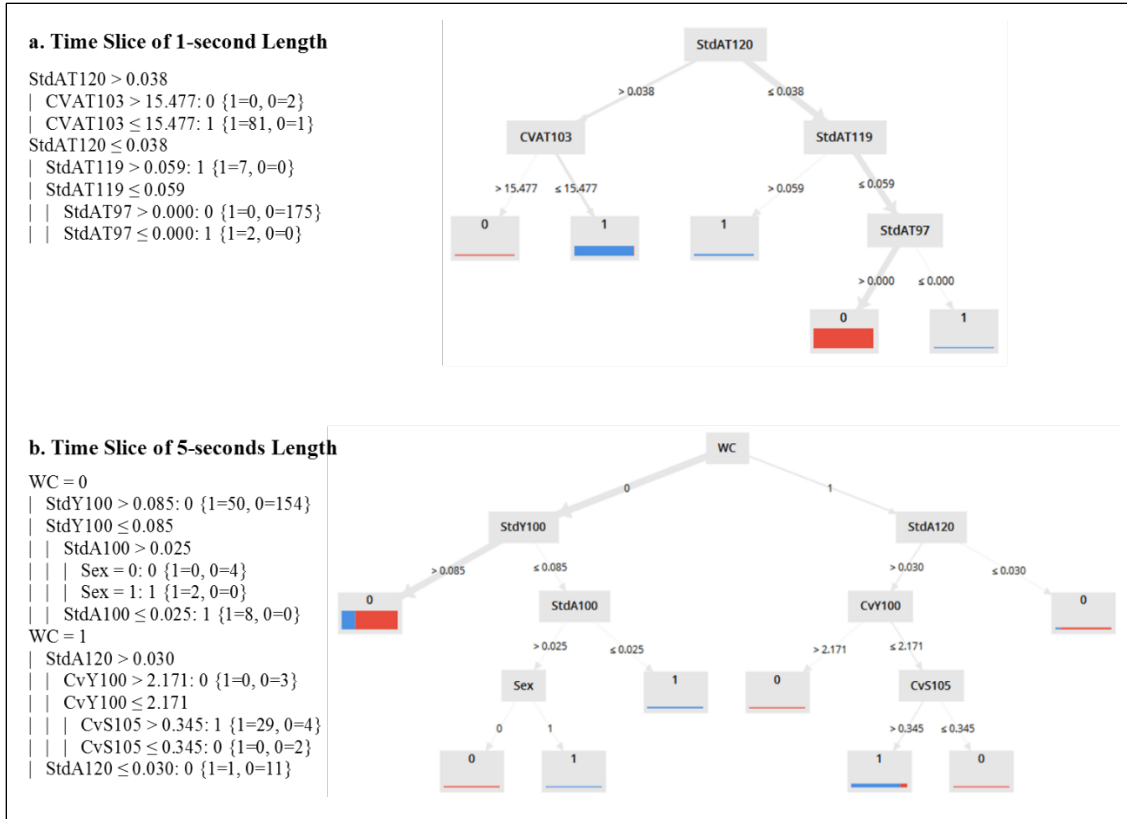 a. Time Slice of 1-second Length
StdAT120 > 0.038
| CVAT103 > 15.477: 0 {1=0, 0=2}
| CVAT103 ≤ 15.477: 1 {1=81, 0=1}
StdAT120 ≤ 0.038
| StdAT119 > 0.059: 1 {1=7, 0=0}
| StdAT119 ≤ 0.059
| | StdAT97 > 0.000: 0 {1=0, 0=175}
| | StdAT97 ≤ 0.000: 1 {1=2, 0=0}
StdAT120
> 0.038
≤ 0.038
CVAT103
StdAT119
> 15.477
≤ 15.477
> 0.059
≤ 0.059
0
1
1
StdAT97
> 0.000
≤ 0.000
0
1
b. Time Slice of 5-seconds Length
WC = 0
| StdY100 > 0.085: 0 {1=50, 0=154}
| StdY100 ≤ 0.085
| | StdA100 > 0.025
| | | Sex = 0: 0 {1=0, 0=4}
| | | Sex = 1: 1 {1=2, 0=0}
| | StdA100 ≤ 0.025: 1 {1=8, 0=0}
WC = 1
| StdA120 > 0.030
| | CvY100 > 2.171: 0 {1=0, 0=3}
| | CvY100 ≤ 2.171
| | | CvS105 > 0.345: 1 {1=29, 0=4}
| | | CvS105 ≤ 0.345: 0 {1=0, 0=2}
| StdA120 ≤ 0.030: 0 {1=1, 0=11}
WC
0
1
StdY100
StdA120
> 0.085
≤ 0.085
> 0.030
≤ 0.030
0
StdA100
CvY100
0
> 0.025
≤ 0.025
> 2.171
≤ 2.171
Sex
1
0
CvS105
0
1
> 0.345
≤ 0.345
0
1
1
0